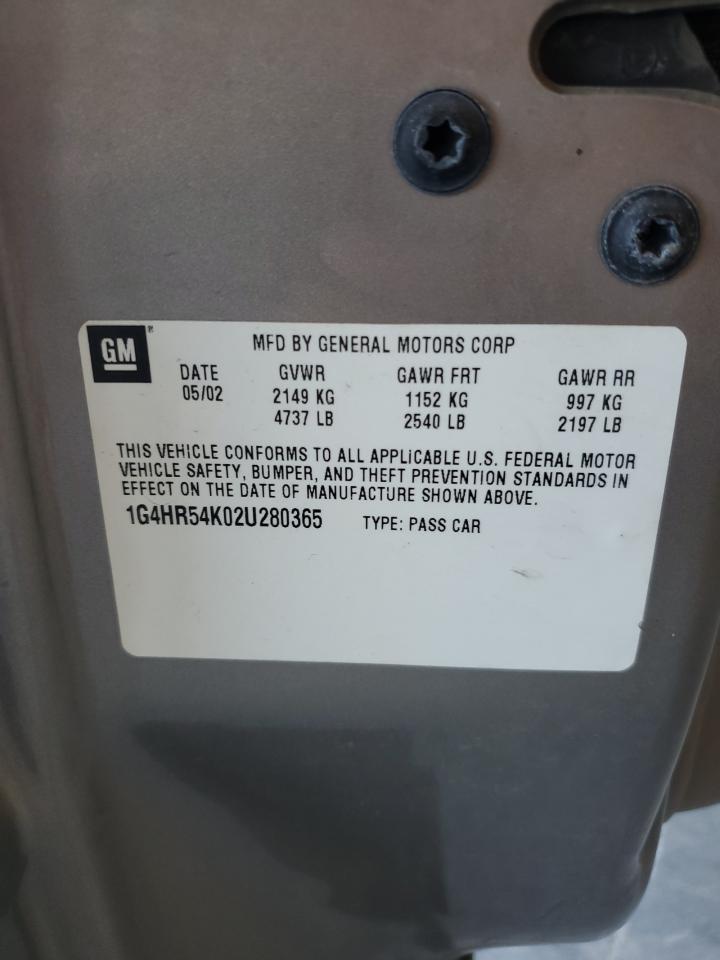 GM
MFD BY GENERAL MOTORS CORP
DATE GVWR GAWR FRT GAWR RR
05/02 2149 KG 1152 KG 997 KG
4737 LB 2540 LB 2197 LB
THIS VEHICLE CONFORMS TO ALL APPLICABLE U.S. FEDERAL MOTOR
VEHICLE SAFETY, BUMPER, AND THEFT PREVENTION STANDARDS IN
EFFECT ON THE DATE OF MANUFACTURE SHOWN ABOVE.
1G4HR54K02U280365 TYPE: PASS CAR